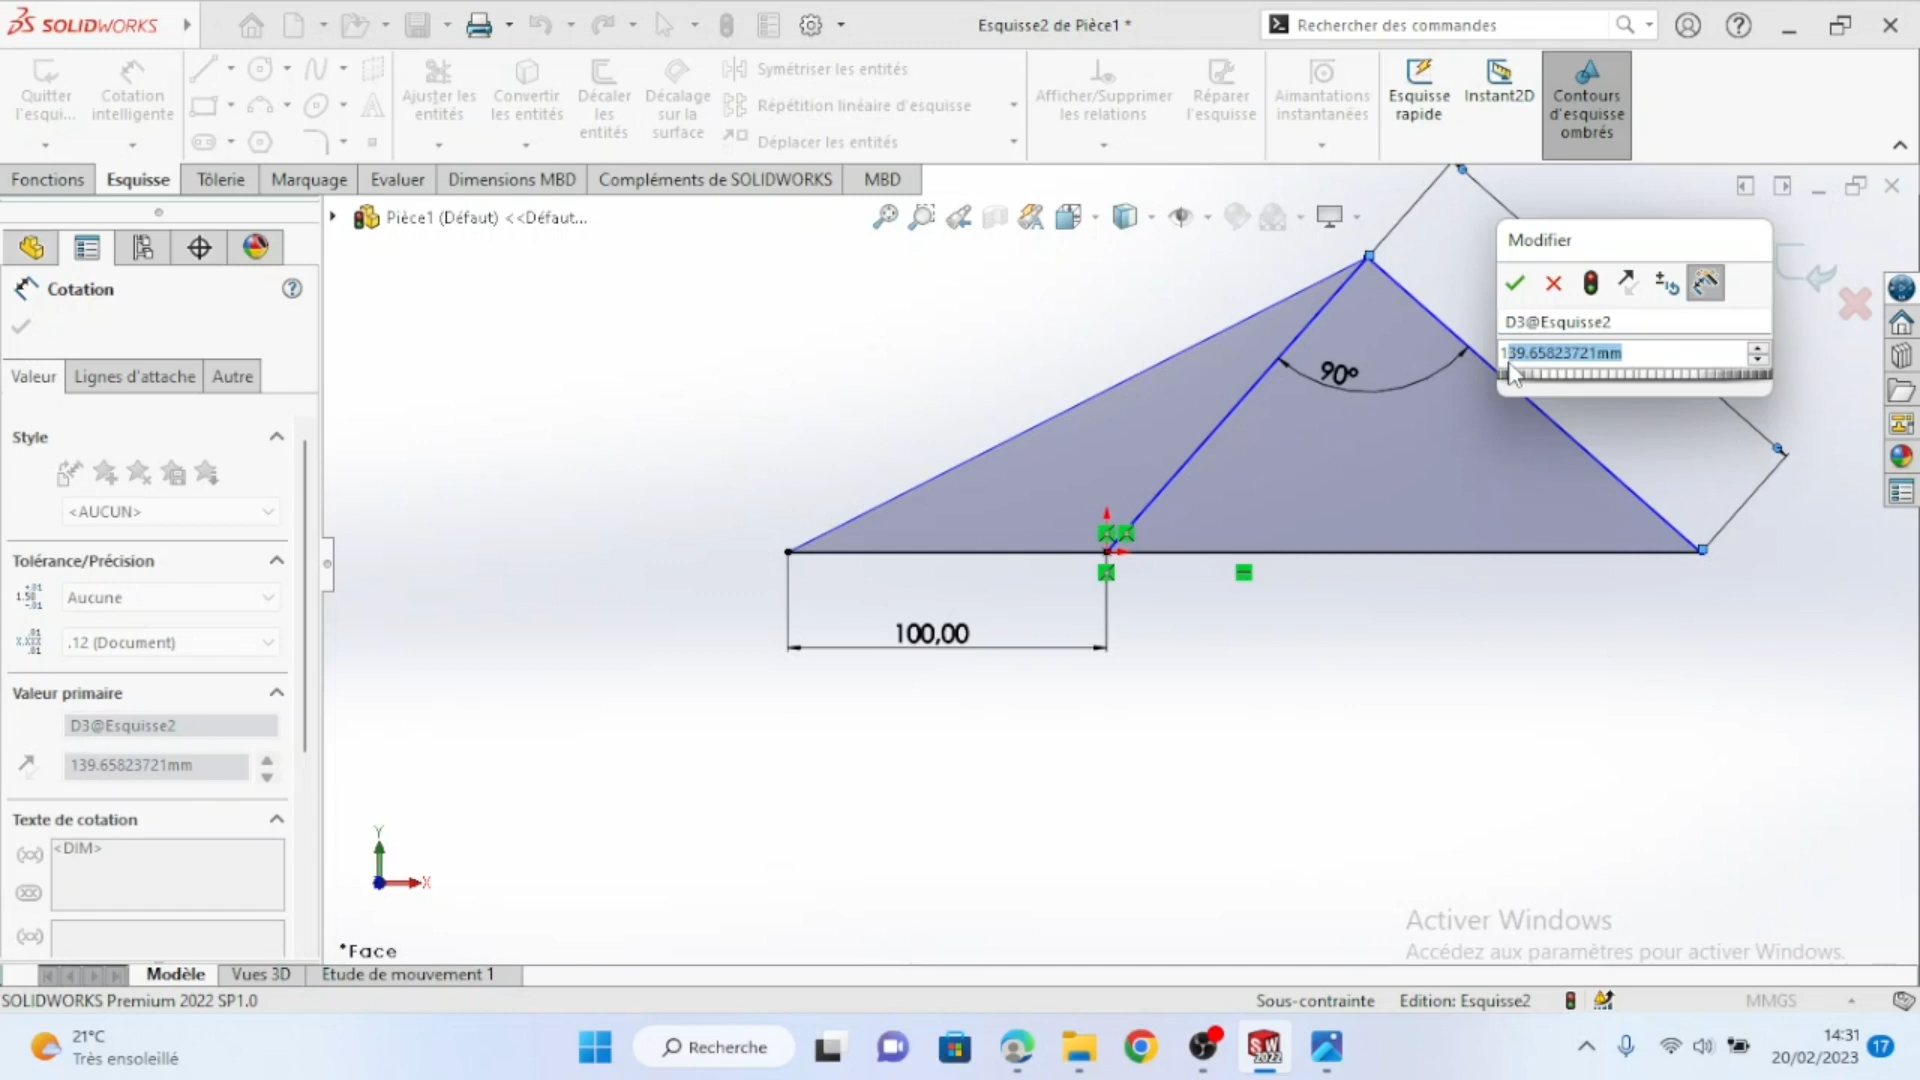 SOLIDWORKS
Esquisse2 de Pièce1 *
Rechercher des commandes
Quitter l'esqui...
Cotation intelligente
Ajuster les entités
Convertir les entités
Décaler les entités
Décalage sur la surface
Symétriser les entités
Répétition linéaire d'esquisse
Déplacer les entités
Afficher/Supprimer les relations
Réparer l'esquisse
Aimantations instantanées
Esquisse rapide
Instant2D
Contours d'esquisse ombrés
Fonctions
Esquisse
Tôlerie
Marquage
Evaluer
Dimensions MBD
Compléments de SOLIDWORKS
MBD
Pièce1 (Défaut) <<Défaut...
Cotation
Valeur
Lignes d'attache
Autre
Style
<AUCUN>
Tolérance/Précision
Aucune
.12 (Document)
Valeur primaire
D3@Esquisse2
139.65823721mm
Texte de cotation
<DIM>
Modifier
D3@Esquisse2
139.65823721mm
90°
100,00
Y
X
*Face
Activer Windows
Accédez aux paramètres pour activer Windows.
Modèle
Vues 3D
Etude de mouvement 1
SOLIDWORKS Premium 2022 SP1.0
Sous-contrainte
Edition: Esquisse2
MMGS
21°C
Très ensoleillé
Recherche
SW
2022
14:31
20/02/2023
17